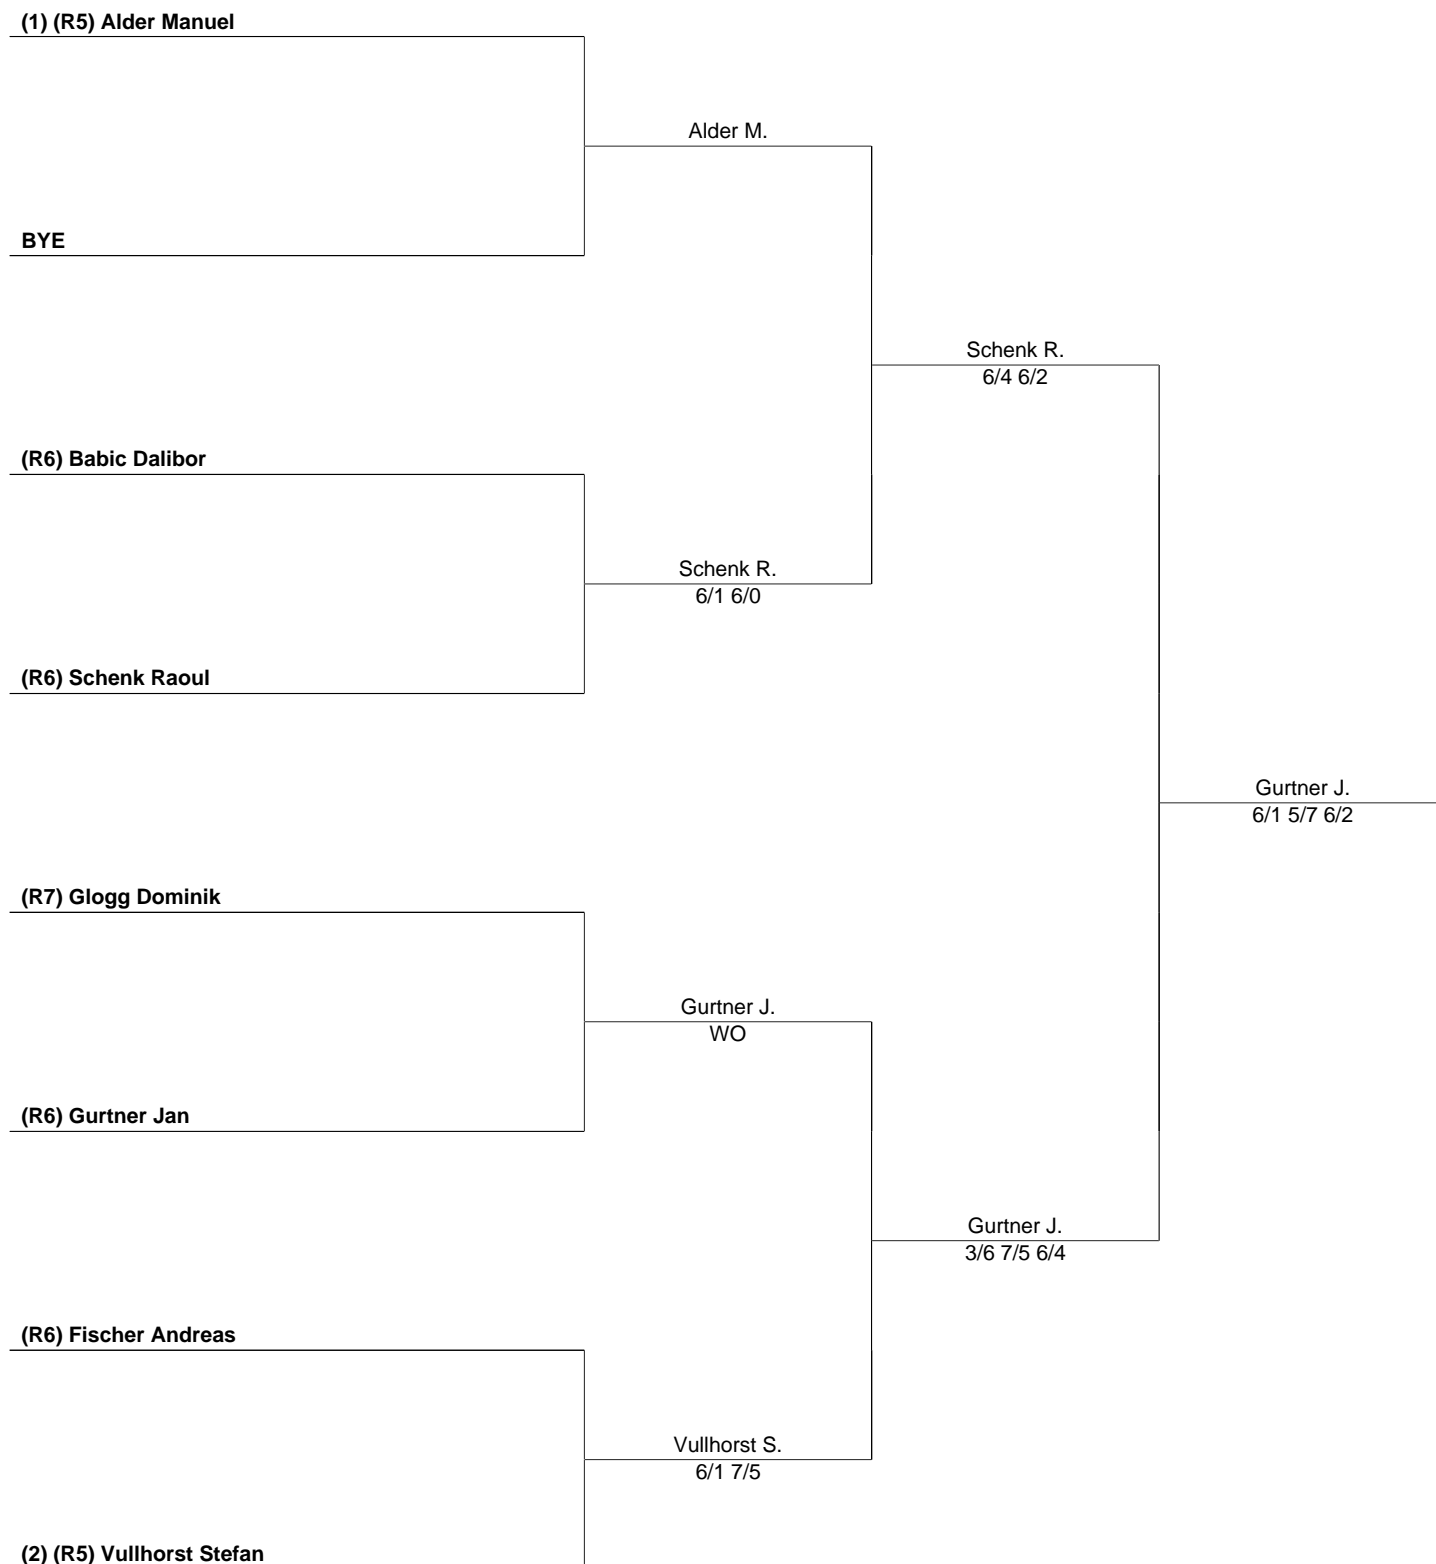 (1) (R5) Alder Manuel
Alder M.
BYE
Schenk R.
6/4 6/2
(R6) Babic Dalibor
Schenk R.
6/1 6/0
(R6) Schenk Raoul
Gurtner J.
6/1 5/7 6/2
(R7) Glogg Dominik
Gurtner J.
WO
(R6) Gurtner Jan
Gurtner J.
3/6 7/5 6/4
(R6) Fischer Andreas
Vullhorst S.
6/1 7/5
(2) (R5) Vullhorst Stefan